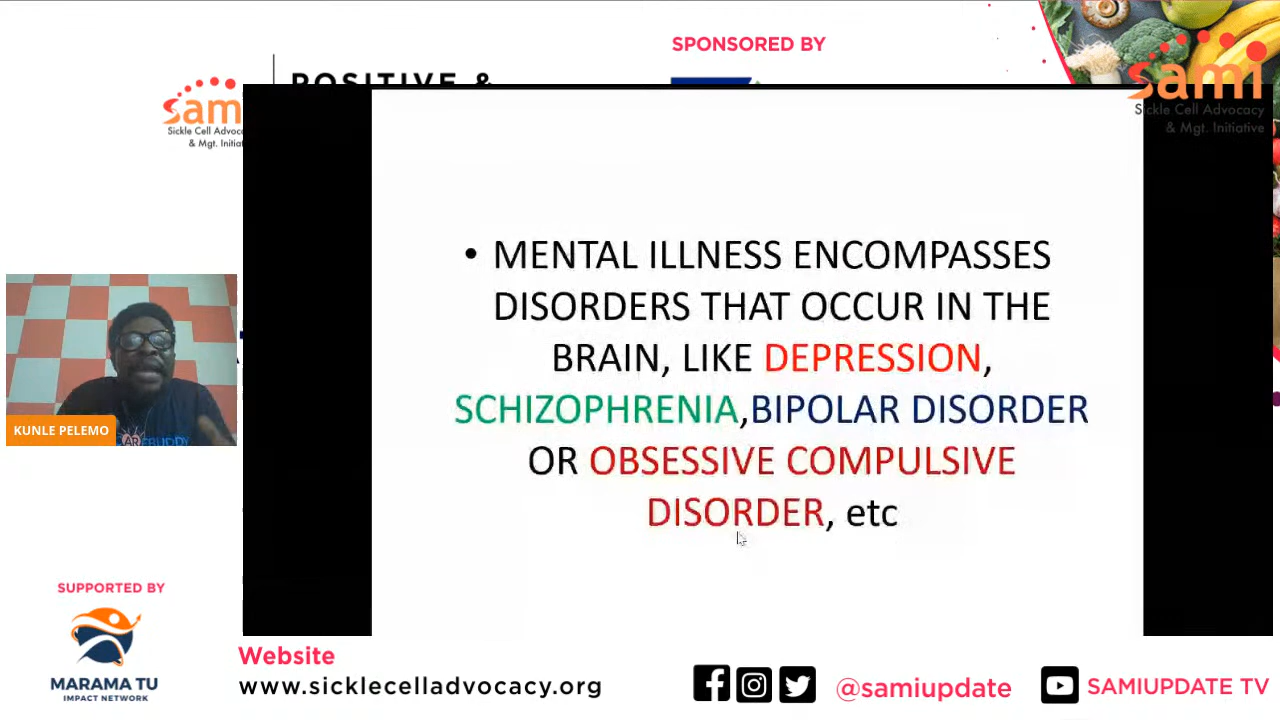 SPONSORED BY
POSITIVE &
sami
Sickle Cell Advocacy
& Mgt. Initiative
• MENTAL ILLNESS ENCOMPASSES
DISORDERS THAT OCCUR IN THE
BRAIN, LIKE DEPRESSION,
SCHIZOPHRENIA,BIPOLAR DISORDER
OR OBSESSIVE COMPULSIVE
DISORDER, etc
KUNLE PELEMO
SUPPORTED BY
MARAMA TU
IMPACT NETWORK
Website
www.sicklecelladvocacy.org
@samiupdate
SAMIUPDATE TV